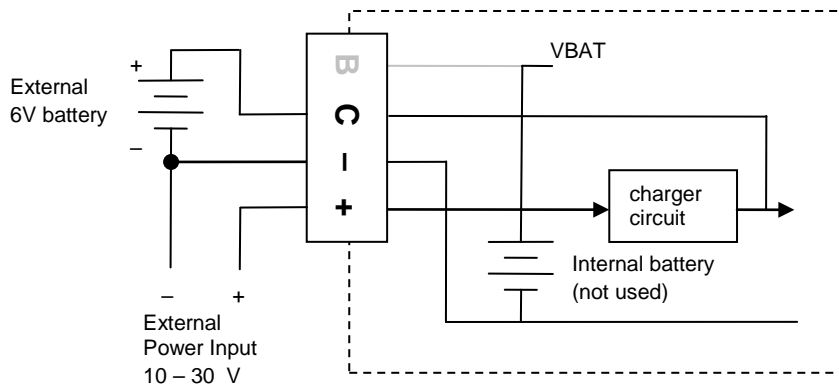 VBAT
B
+
External
6V battery
C
–
–
+
charger
circuit
Internal battery
(not used)
– +
External
Power Input
10 – 30 V